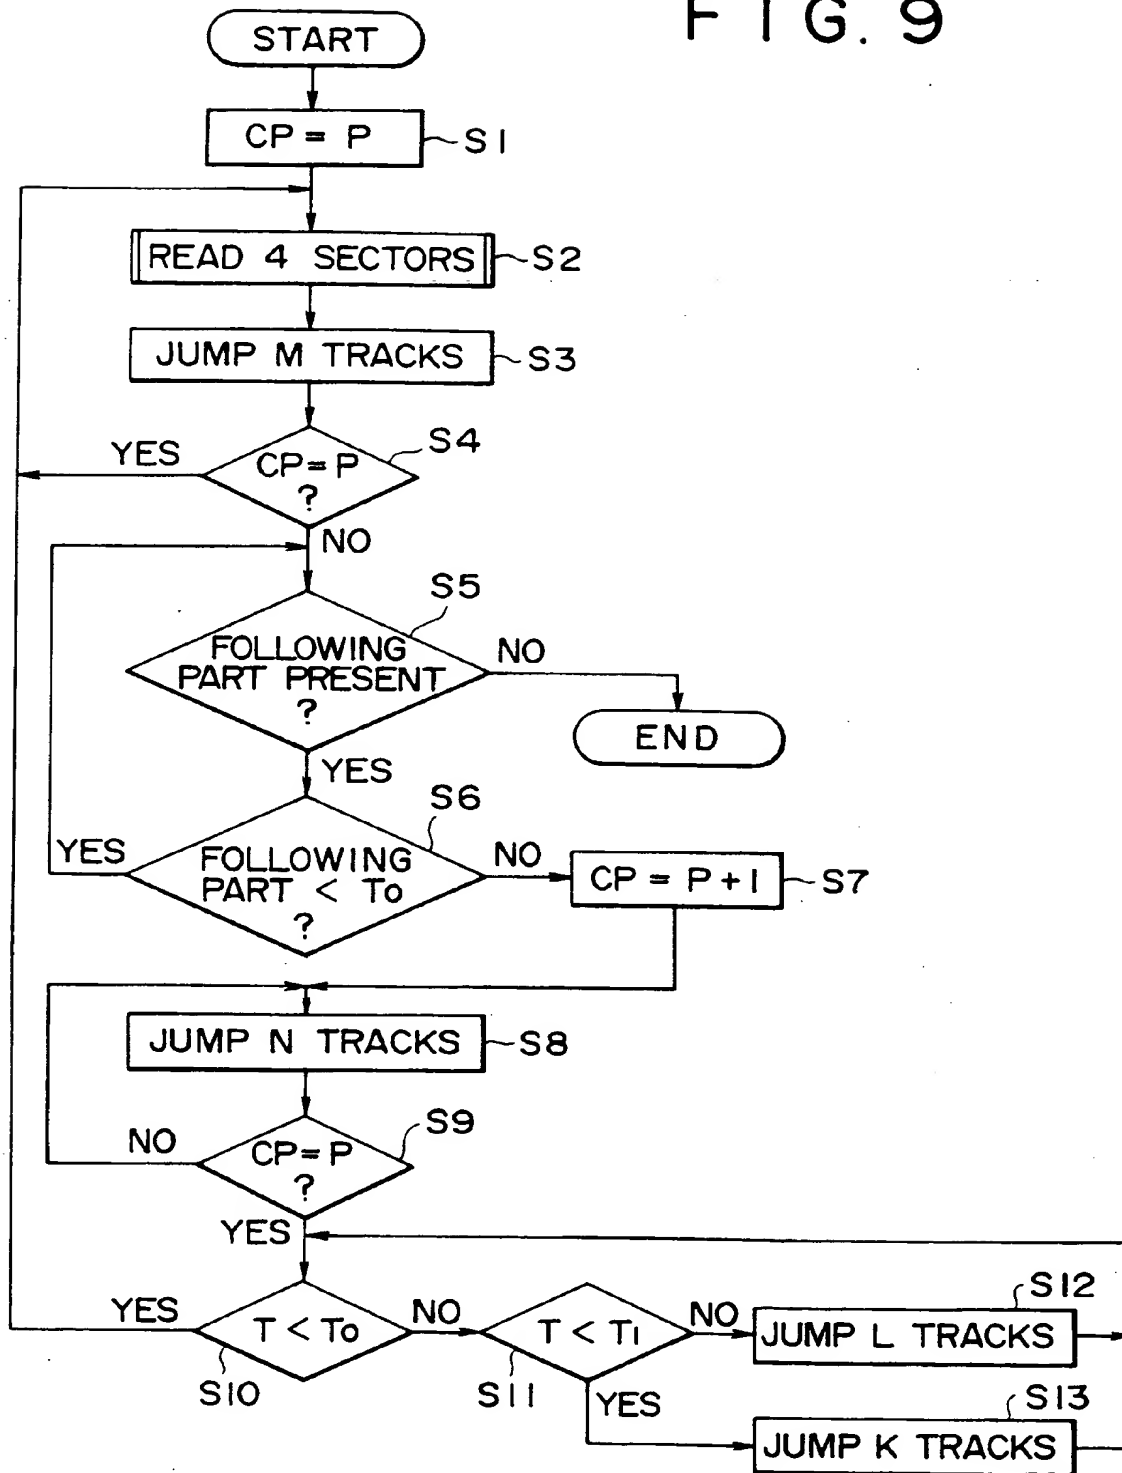 FIG. 9
START
CP = P
S1
READ 4 SECTORS
S2
JUMP M TRACKS
S3
S4
YES
CP = P
?
NO
S5
FOLLOWING
PART PRESENT
?
NO
END
YES
S6
YES
FOLLOWING
PART < To
?
NO
CP = P + 1
S7
JUMP N TRACKS
S8
S9
NO
CP = P
?
YES
S12
YES
T < To
NO
T < T1
NO
JUMP L TRACKS
S10
S11
YES
S13
JUMP K TRACKS